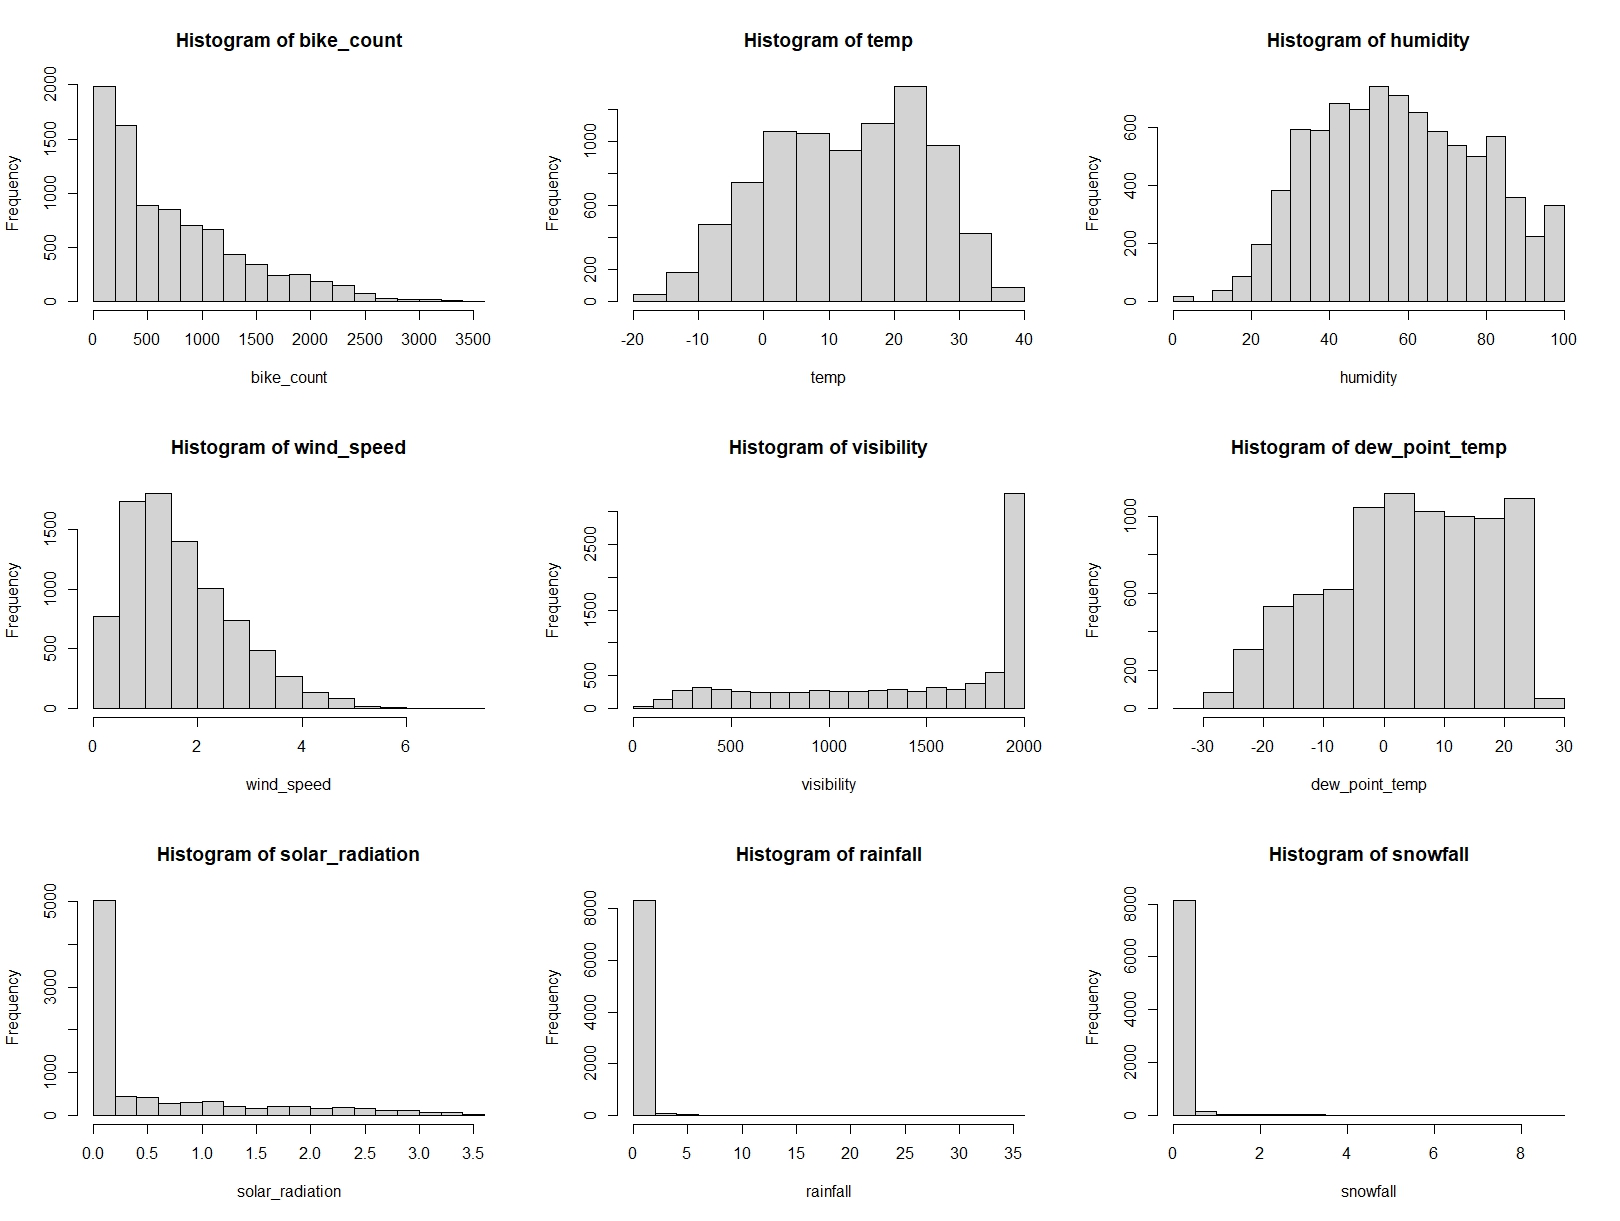 Histogram of bike_count
Frequency
0 500 1000 1500 2000
0 500 1000 1500 2000 2500 3000 3500
bike_count
Histogram of temp
Frequency
0 200 600 1000
-20 -10 0 10 20 30 40
temp
Histogram of humidity
Frequency
0 200 400 600
0 20 40 60 80 100
humidity
Histogram of wind_speed
Frequency
0 500 1000 1500
0 2 4 6
wind_speed
Histogram of visibility
Frequency
0 500 1500 2500
0 500 1000 1500 2000
visibility
Histogram of dew_point_temp
Frequency
0 200 600 1000
-30 -20 -10 0 10 20 30
dew_point_temp
Histogram of solar_radiation
Frequency
0 1000 3000 5000
0.0 0.5 1.0 1.5 2.0 2.5 3.0 3.5
solar_radiation
Histogram of rainfall
Frequency
0 2000 4000 6000 8000
0 5 10 15 20 25 30 35
rainfall
Histogram of snowfall
Frequency
0 2000 4000 6000 8000
0 2 4 6 8
snowfall